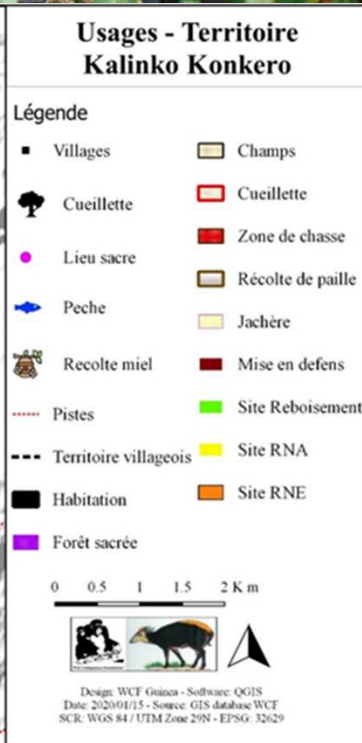 Usages - Territoire
Kalinko Konkero
Légende
Villages
Cueillette
Lieu sacre
Peche
Recolte miel
Pistes
Territoire villageois
Habitation
Forêt sacrée
Champs
Cueillette
Zone de chasse
Récolte de paille
Jachère
Mise en defens
Site Reboisement
Site RNA
Site RNE
0 0.5 1 1.5 2 K m
Design: WCF Guinea - Software: QGIS
Date: 2020/01/15 - Source: GIS database WCF
SCR: WGS 84 / UTM Zone 29N - EPSG: 32629